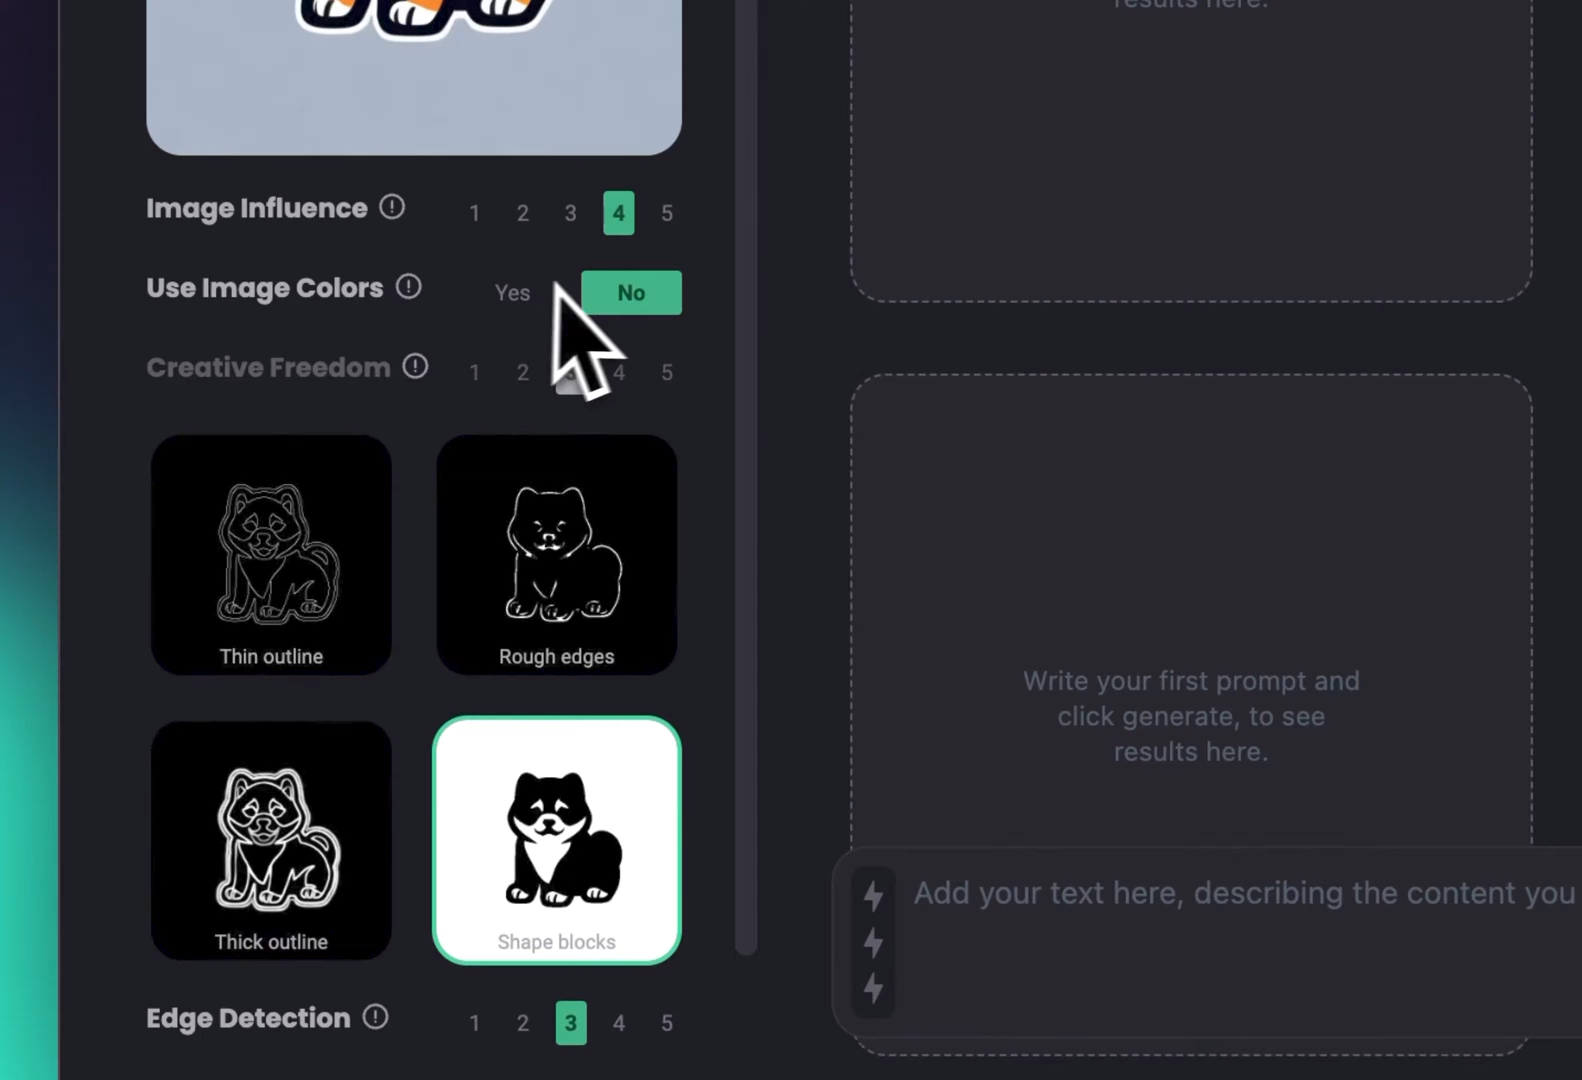 results here.
Image Influence 1 2 3 4 5
Use Image Colors Yes No
Creative Freedom 1 2 4 5
Thin outline
Rough edges
Thick outline
Shape blocks
Edge Detection 1 2 3 4 5
Write your first prompt and
click generate, to see
results here.
Add your text here, describing the content you